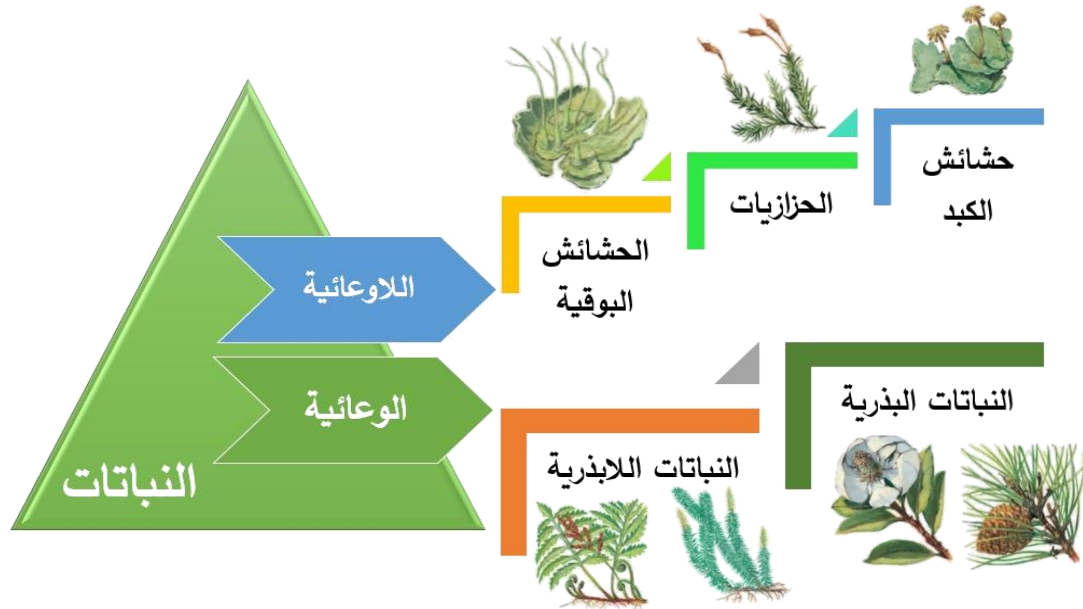 النباتات
اللاوعائية
الحشائش
البوقية
الحزازيات
حشائش
الكبد
الوعائية
النباتات اللابذرية
النباتات البذرية